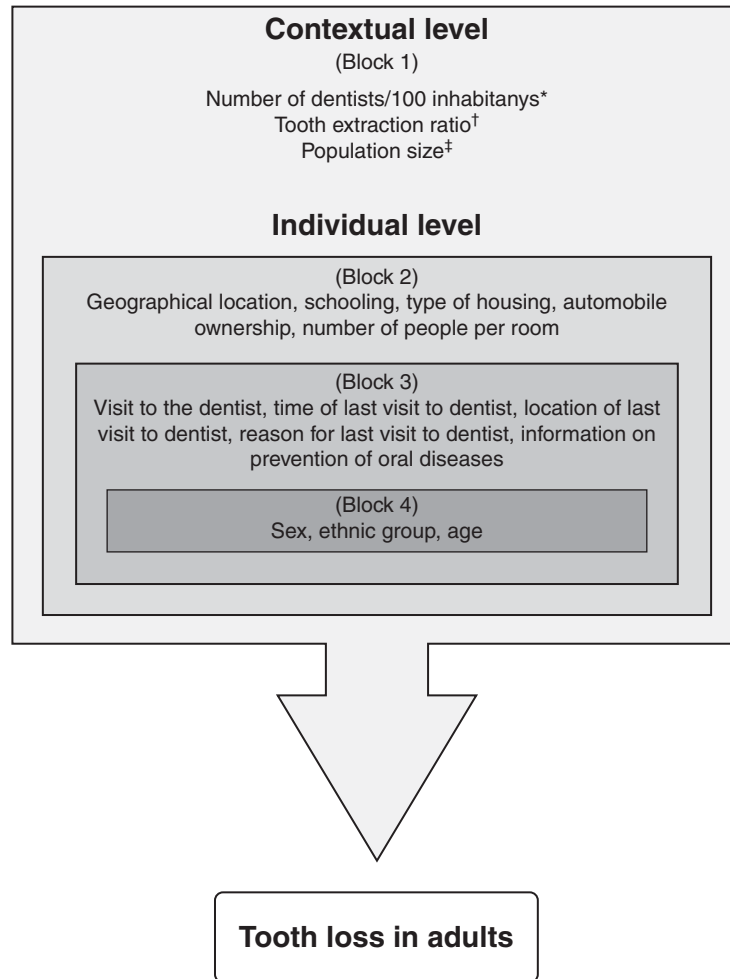 Contextual level
(Block 1)
Number of dentists/100 inhabitanys*
Tooth extraction ratio†
Population size‡
Individual level
(Block 2)
Geographical location, schooling, type of housing, automobile
ownership, number of people per room
(Block 3)
Visit to the dentist, time of last visit to dentist, location of last
visit to dentist, reason for last visit to dentist, information on
prevention of oral diseases
(Block 4)
Sex, ethnic group, age
Tooth loss in adults